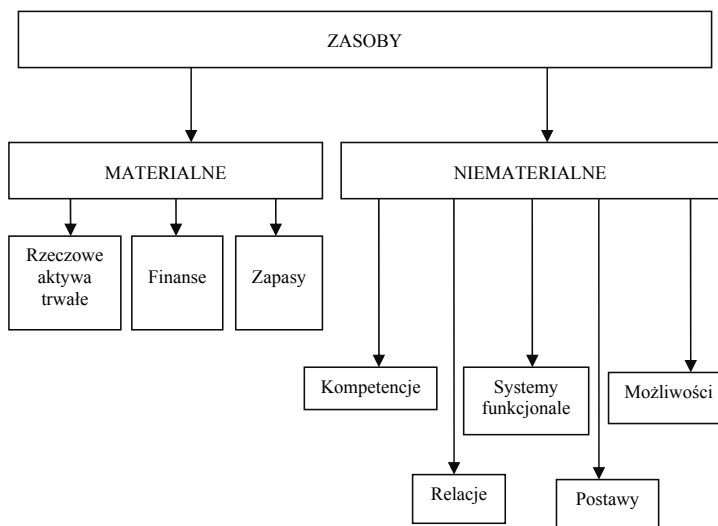 ZASOBY
MATERIALNE
NIEMATERIALNE
Rzeczowe
aktywa
trwałe
Finanse
Zapasy
Kompetencje
Systemy
funkcjonale
Możliwości
Relacje
Postawy